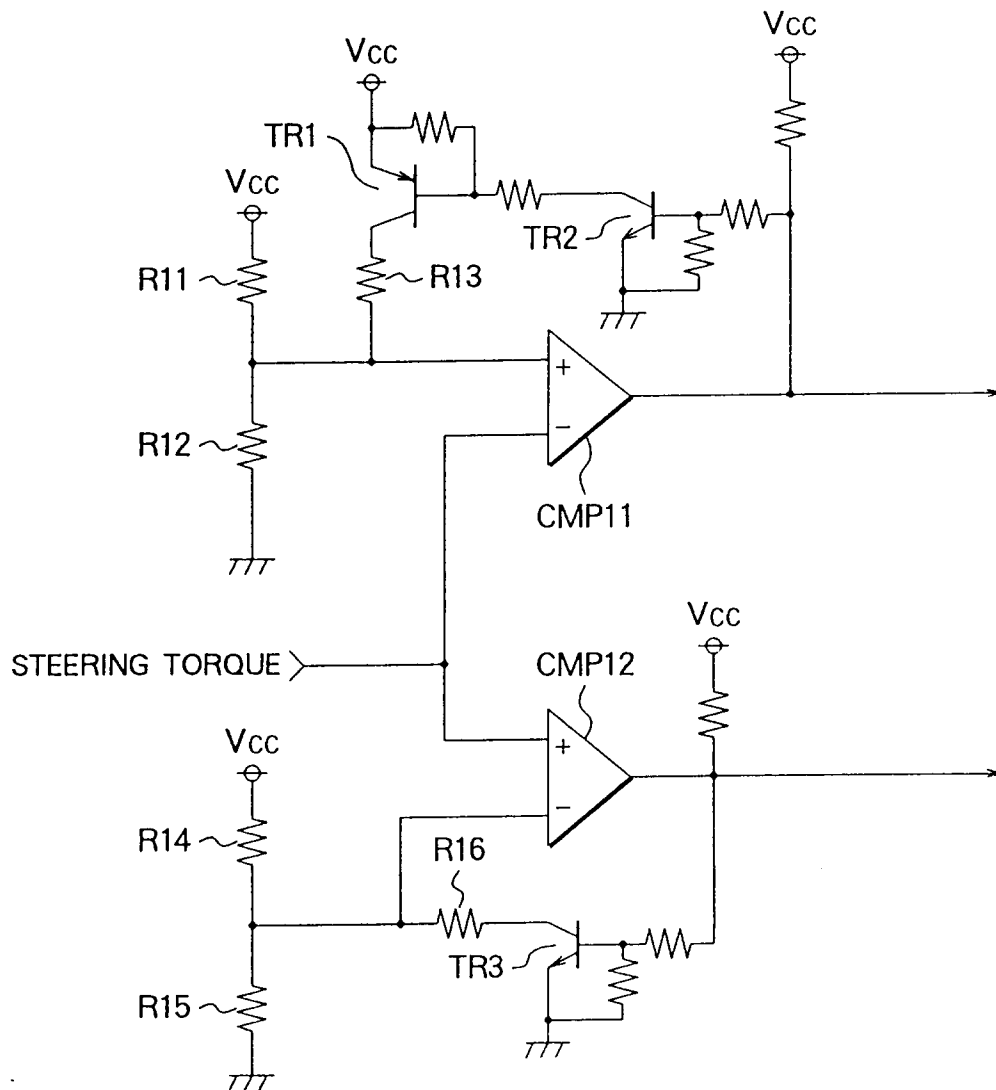 Vcc
Vcc
TR1
Vcc
TR2
R11
R13
R12
CMP11
STEERING TORQUE
CMP12
Vcc
Vcc
R14
R16
TR3
R15